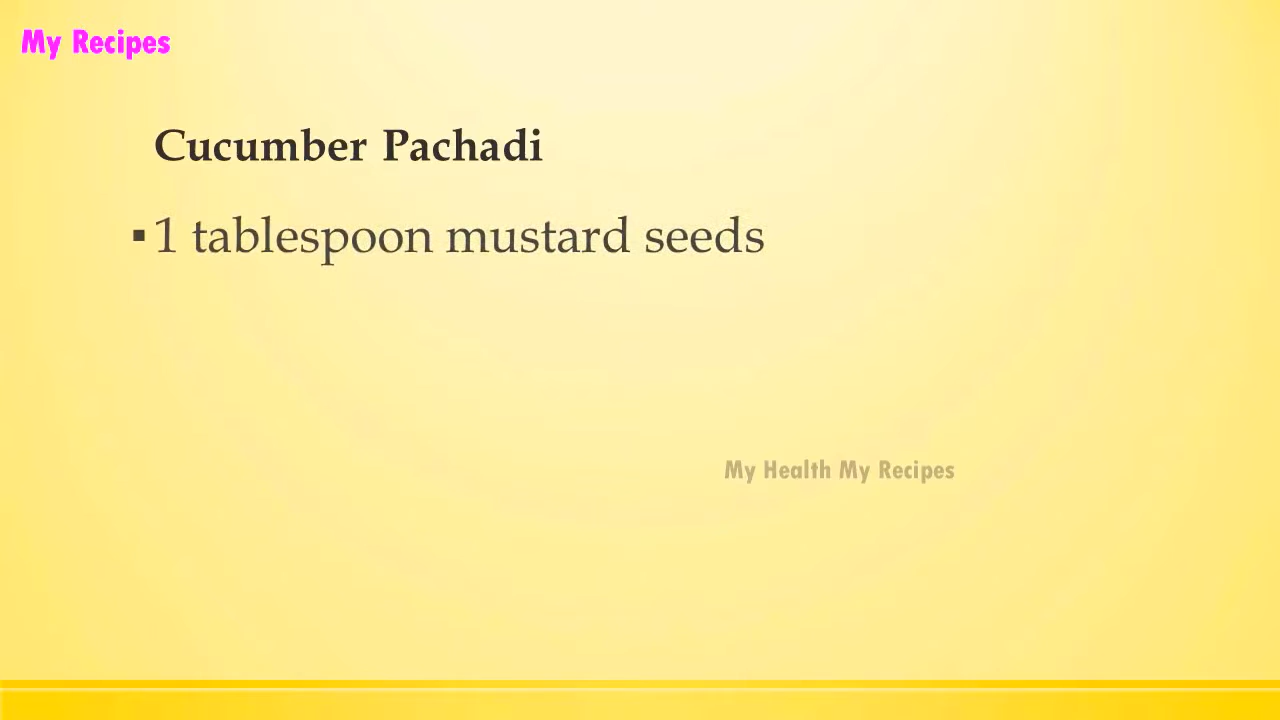 My Recipes
Cucumber Pachadi
▪1 tablespoon mustard seeds
My Health My Recipes